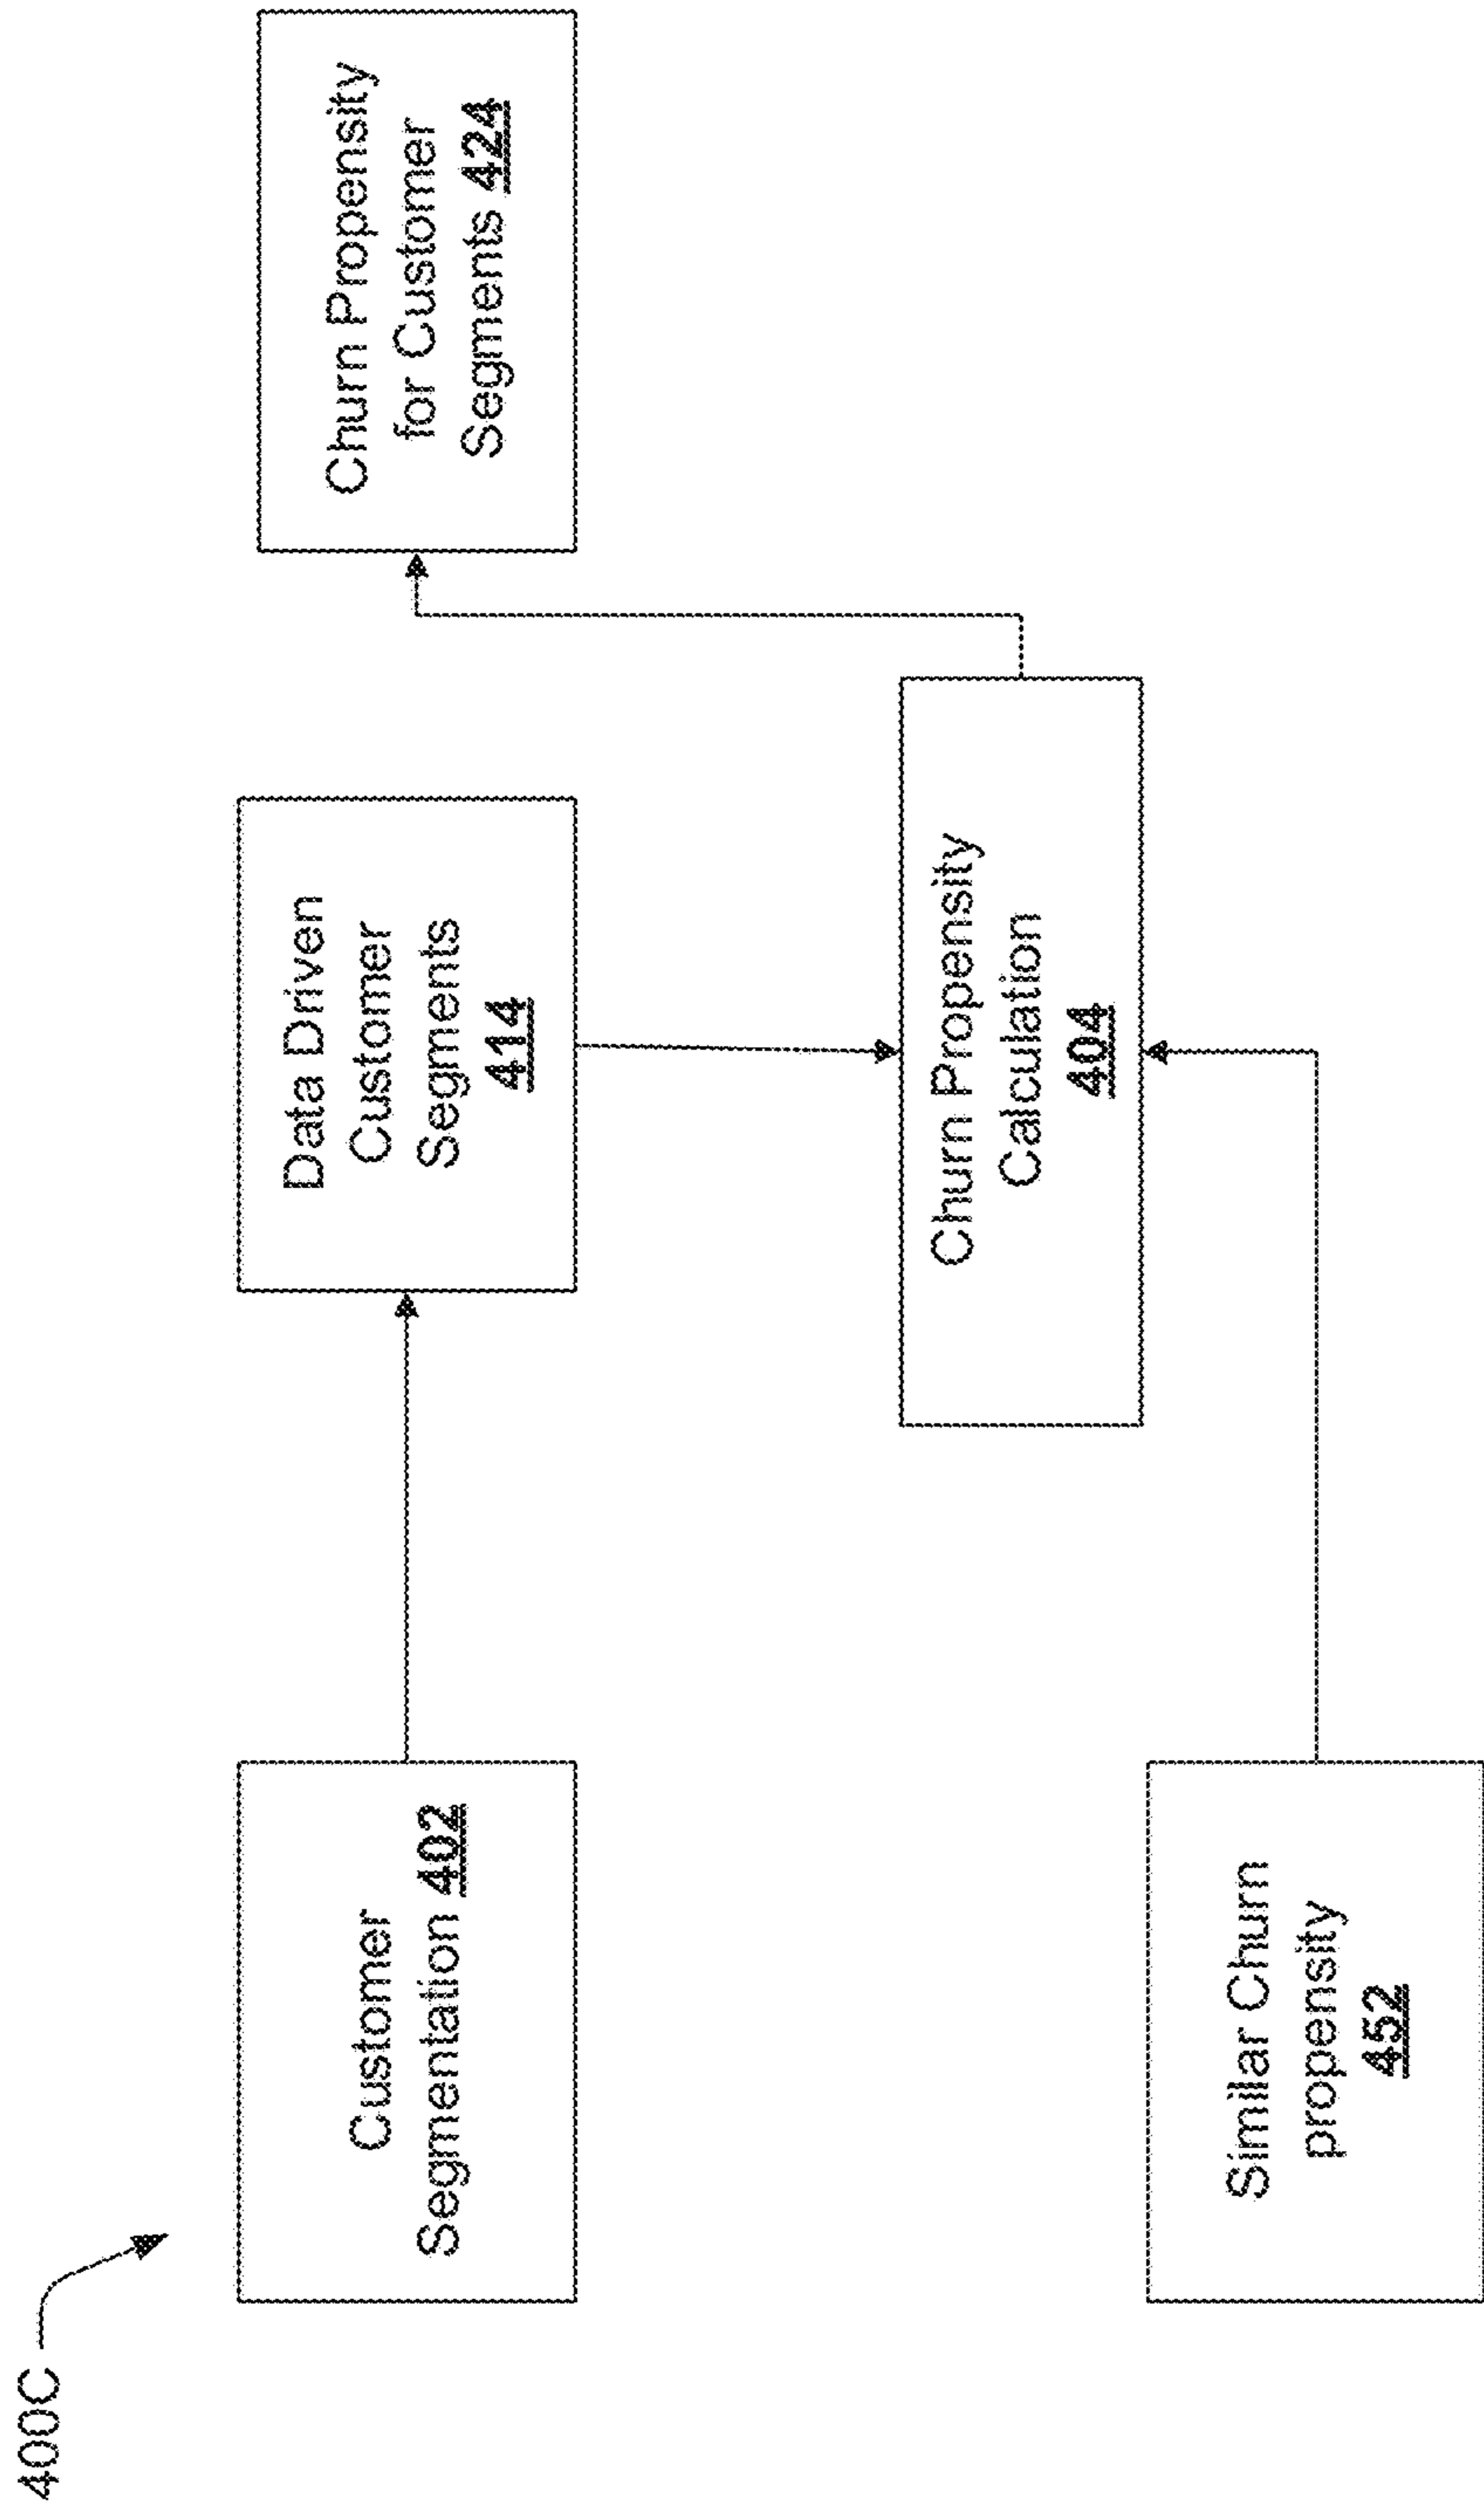 400C
Customer
Segmentation 402
Data Driven
Customer
Segments
414
Churn Propensity
for Customer
Segments 424
Churn Propensity
Calculation
404
Similar Churn
propensity
452